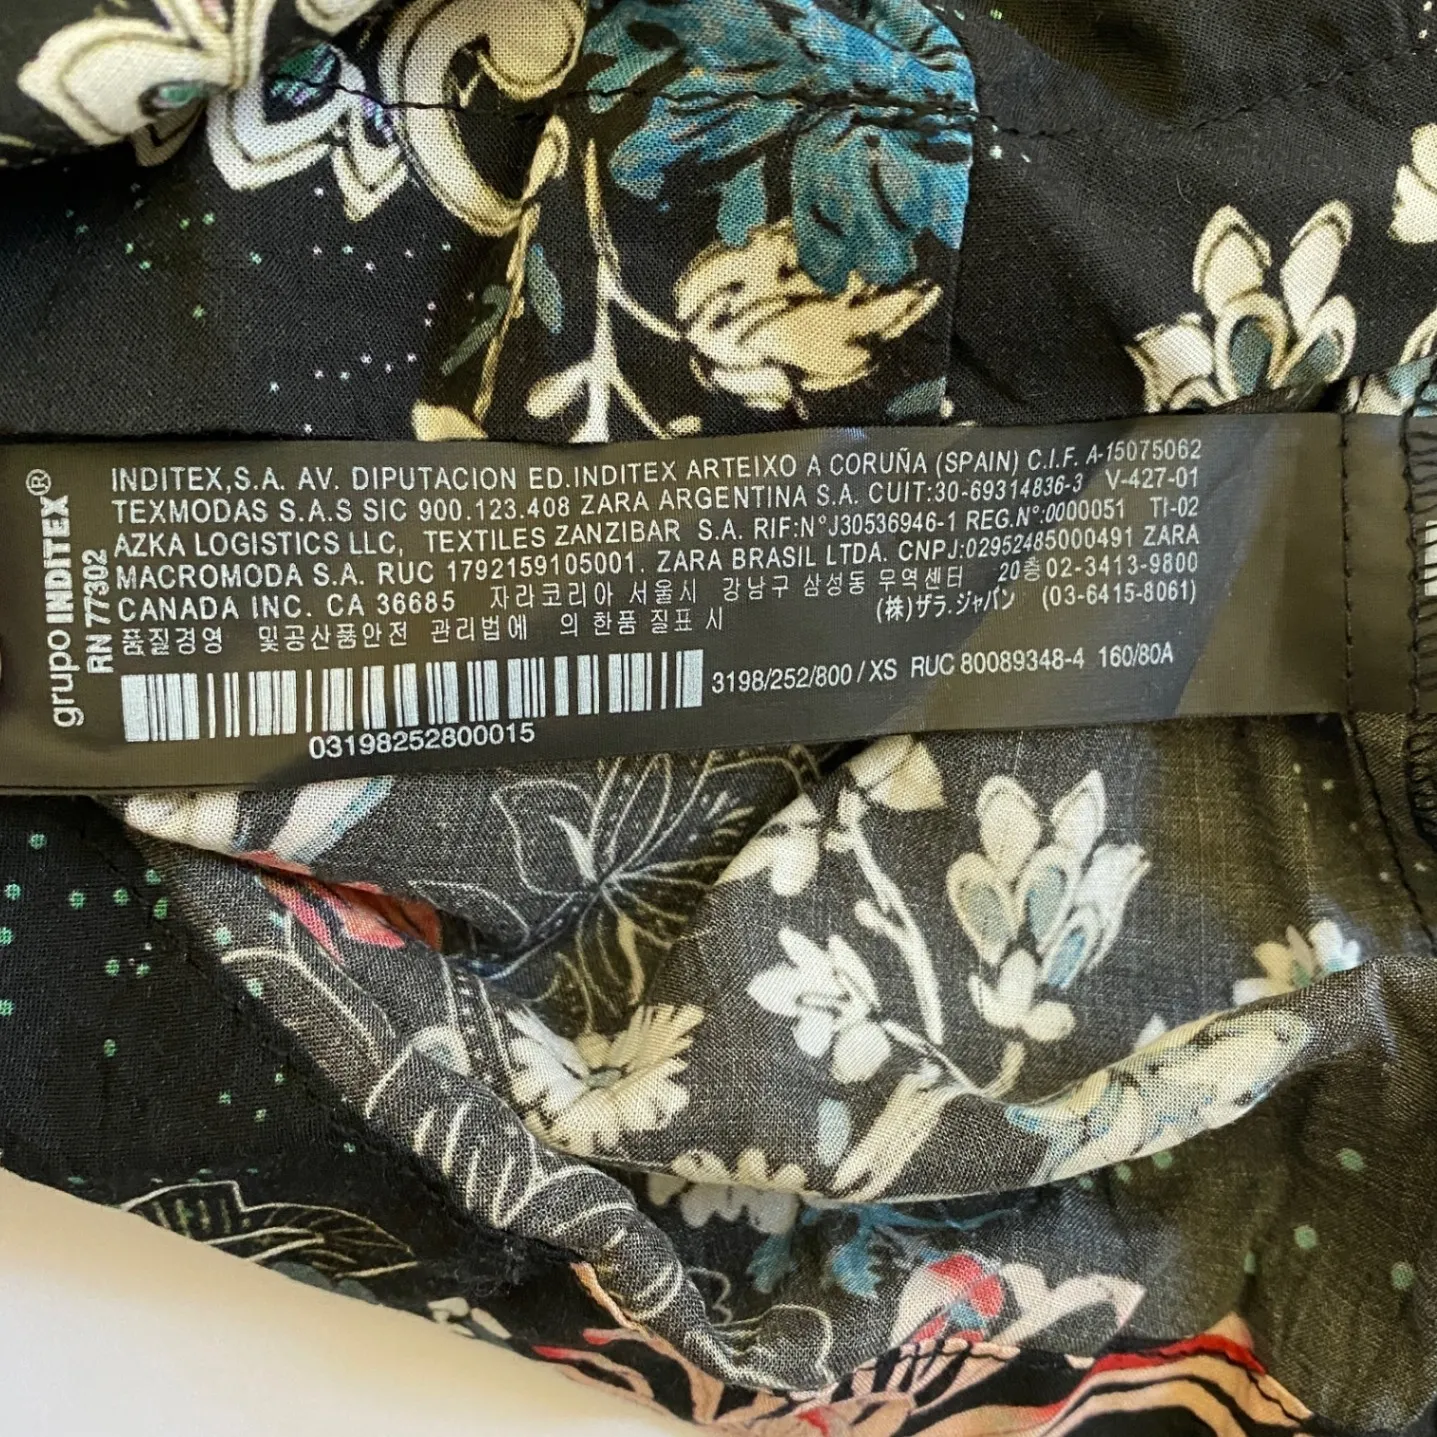 grupo INDITEX®
RN 77302
INDITEX,S.A. AV. DIPUTACION ED.INDITEX ARTEIXO A CORUÑA (SPAIN) C.I.F. A-15075062
TEXMODAS S.A.S SIC 900.123.408 ZARA ARGENTINA S.A. CUIT:30-69314836-3 V-427-01
AZKA LOGISTICS LLC, TEXTILES ZANZIBAR S.A. RIF:N°J30536946-1 REG.N°:0000051 TI-02
MACROMODA S.A. RUC 1792159105001. ZARA BRASIL LTDA. CNPJ:02952485000491 ZARA
CANADA INC. CA 36685 자라코리아 서울시 강남구 삼성동 무역센터 20층 02-3413-9800
품질경영 및공산품안전 관리법에 의 한품 질표 시 (株)ザラ.ジャパン (03-6415-8061)
3198/252/800 / XS RUC 80089348-4 160/80A
03198252800015